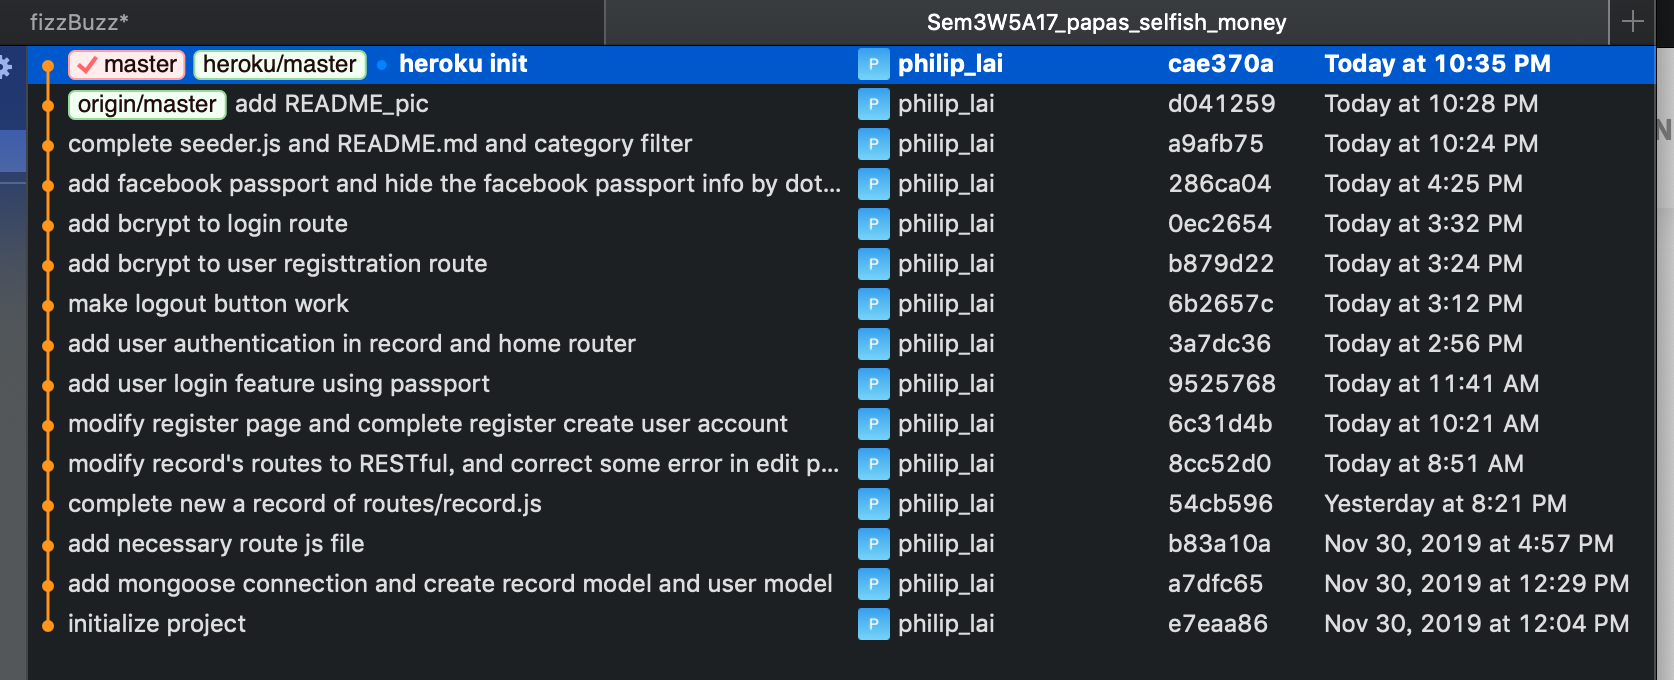 fizzBuzz* Sem3W5A17_papas_selfish_money
master heroku/master heroku init P philip_lai cae370a Today at 10:35 PM
origin/master add README_pic P philip_lai d041259 Today at 10:28 PM
complete seeder.js and README.md and category filter P philip_lai a9afb75 Today at 10:24 PM
add facebook passport and hide the facebook passport info by dot... P philip_lai 286ca04 Today at 4:25 PM
add bcrypt to login route P philip_lai 0ec2654 Today at 3:32 PM
add bcrypt to user registtration route P philip_lai b879d22 Today at 3:24 PM
make logout button work P philip_lai 6b2657c Today at 3:12 PM
add user authentication in record and home router P philip_lai 3a7dc36 Today at 2:56 PM
add user login feature using passport P philip_lai 9525768 Today at 11:41 AM
modify register page and complete register create user account P philip_lai 6c31d4b Today at 10:21 AM
modify record's routes to RESTful, and correct some error in edit p... P philip_lai 8cc52d0 Today at 8:51 AM
complete new a record of routes/record.js P philip_lai 54cb596 Yesterday at 8:21 PM
add necessary route js file P philip_lai b83a10a Nov 30, 2019 at 4:57 PM
add mongoose connection and create record model and user model P philip_lai a7dfc65 Nov 30, 2019 at 12:29 PM
initialize project P philip_lai e7eaa86 Nov 30, 2019 at 12:04 PM